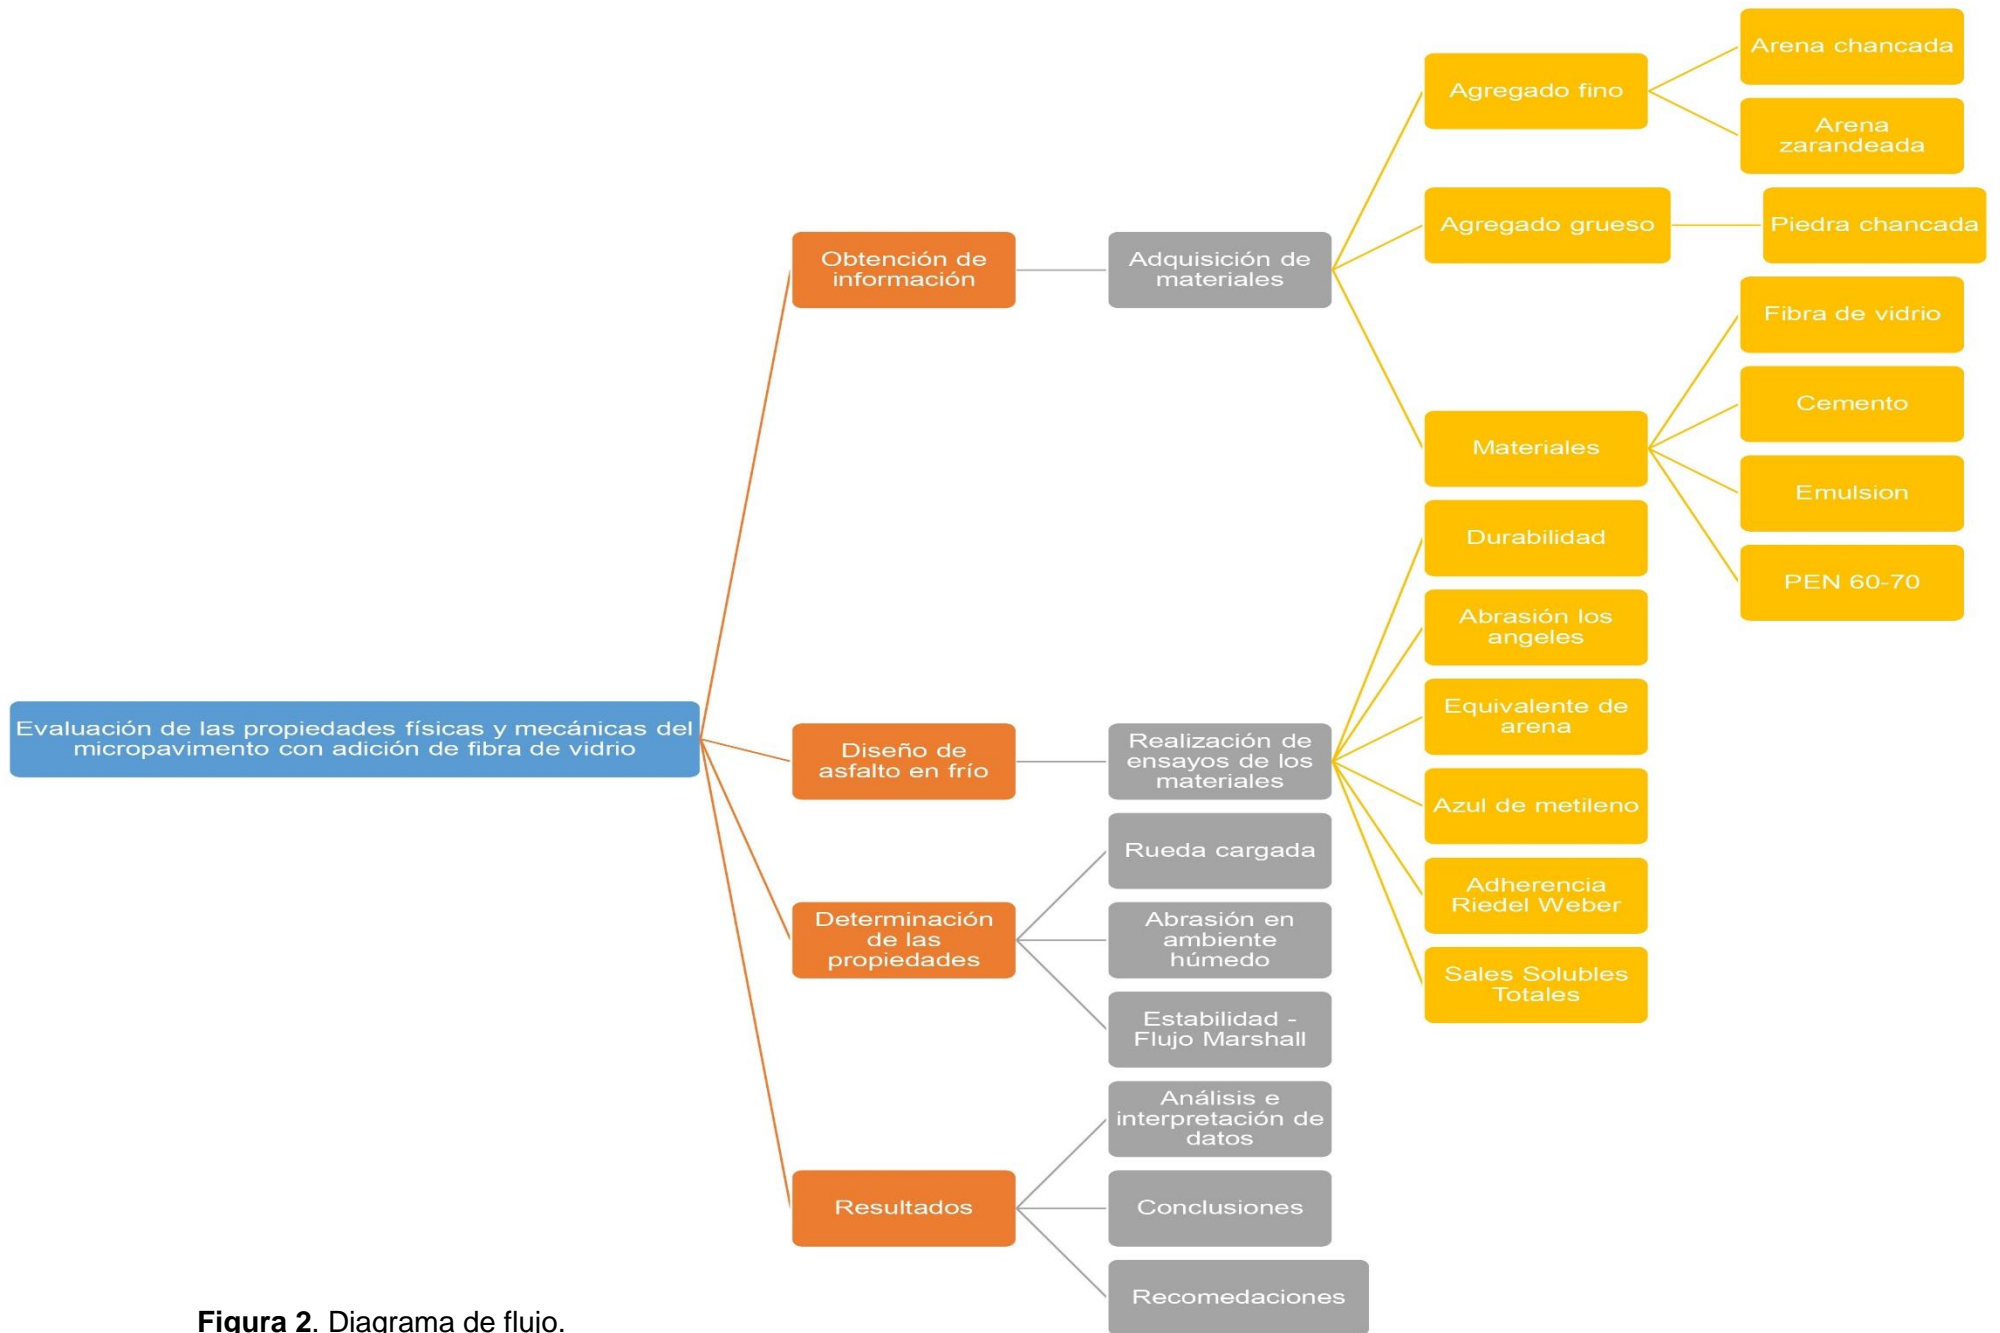 Evaluación de las propiedades físicas y mecánicas del
micropavimento con adición de fibra de vidrio
Obtención de
información
Adquisición de
materiales
Agregado fino
Arena chancada
Arena
zarandeada
Agregado grueso
Piedra chancada
Materiales
Fibra de vidrio
Cemento
Emulsion
PEN 60-70
Diseño de
asfalto en frío
Realización de
ensayos de los
materiales
Durabilidad
Abrasión los
angeles
Equivalente de
arena
Azul de metileno
Adherencia
Riedel Weber
Sales Solubles
Totales
Determinación
de las
propiedades
Rueda cargada
Abrasión en
ambiente
húmedo
Estabilidad -
Flujo Marshall
Resultados
Análisis e
interpretación de
datos
Conclusiones
Recomedaciones
Figura 2. Diagrama de flujo.